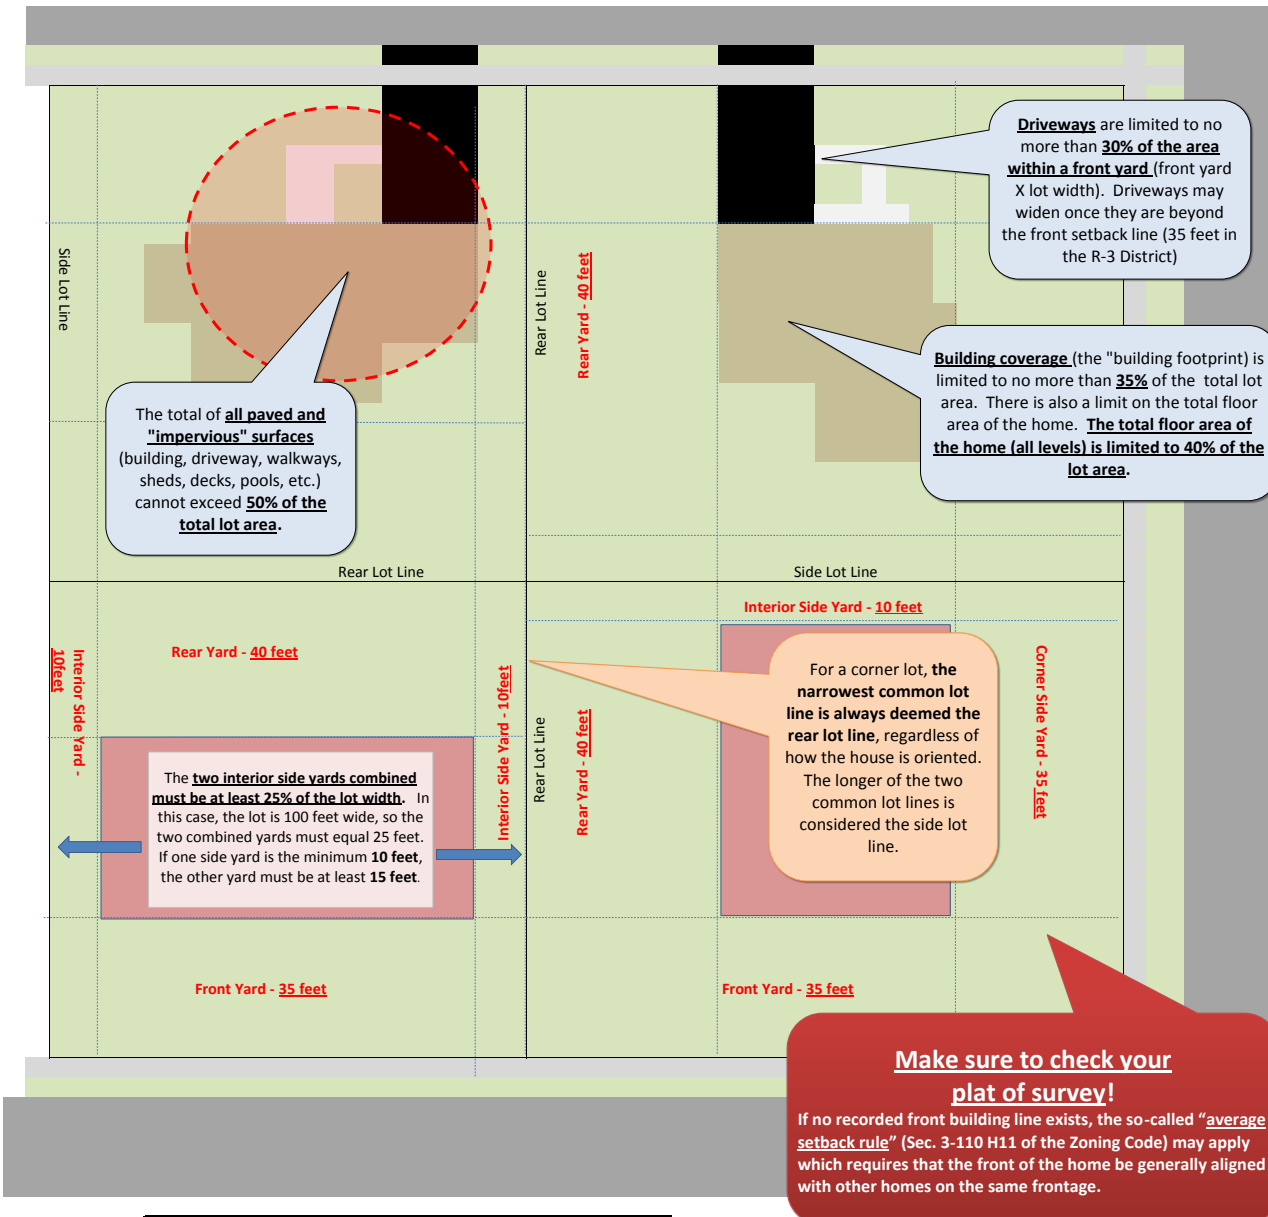 Driveways are limited to no
more than 30% of the area
within a front yard (front yard
X lot width).  Driveways may
widen once they are beyond
the front setback line (35 feet in
the R-3 District)
Side Lot Line
Rear Lot Line
Rear Yard - 40 feet
Building coverage (the "building footprint) is
limited to no more than 35% of the  total lot
area.  There is also a limit on the total floor
area of the home.  The total floor area of
the home (all levels) is limited to 40% of the
lot area.
The total of all paved and
"impervious" surfaces
(building, driveway, walkways,
sheds, decks, pools, etc.)
cannot exceed 50% of the
total lot area.
Rear Lot Line
Side Lot Line
Interior Side Yard - 10 feet
Interior Side Yard -
10feet
Rear Yard - 40 feet
Interior Side Yard - 10feet
Rear Lot Line
Rear Yard - 40 feet
For a corner lot, the
narrowest common lot
line is always deemed the
rear lot line, regardless of
how the house is oriented.
The longer of the two
common lot lines is
considered the side lot
line.
Corner Side Yard - 35 feet
The two interior side yards combined
must be at least 25% of the lot width.   In
this case, the lot is 100 feet wide, so the
two combined yards must equal 25 feet.
If one side yard is the minimum 10 feet,
the other yard must be at least 15 feet.
Front Yard - 35 feet
Front Yard - 35 feet
Make sure to check your
plat of survey!
If no recorded front building line exists, the so-called “average
setback rule” (Sec. 3-110 H11 of the Zoning Code) may apply
which requires that the front of the home be generally aligned
with other homes on the same frontage.